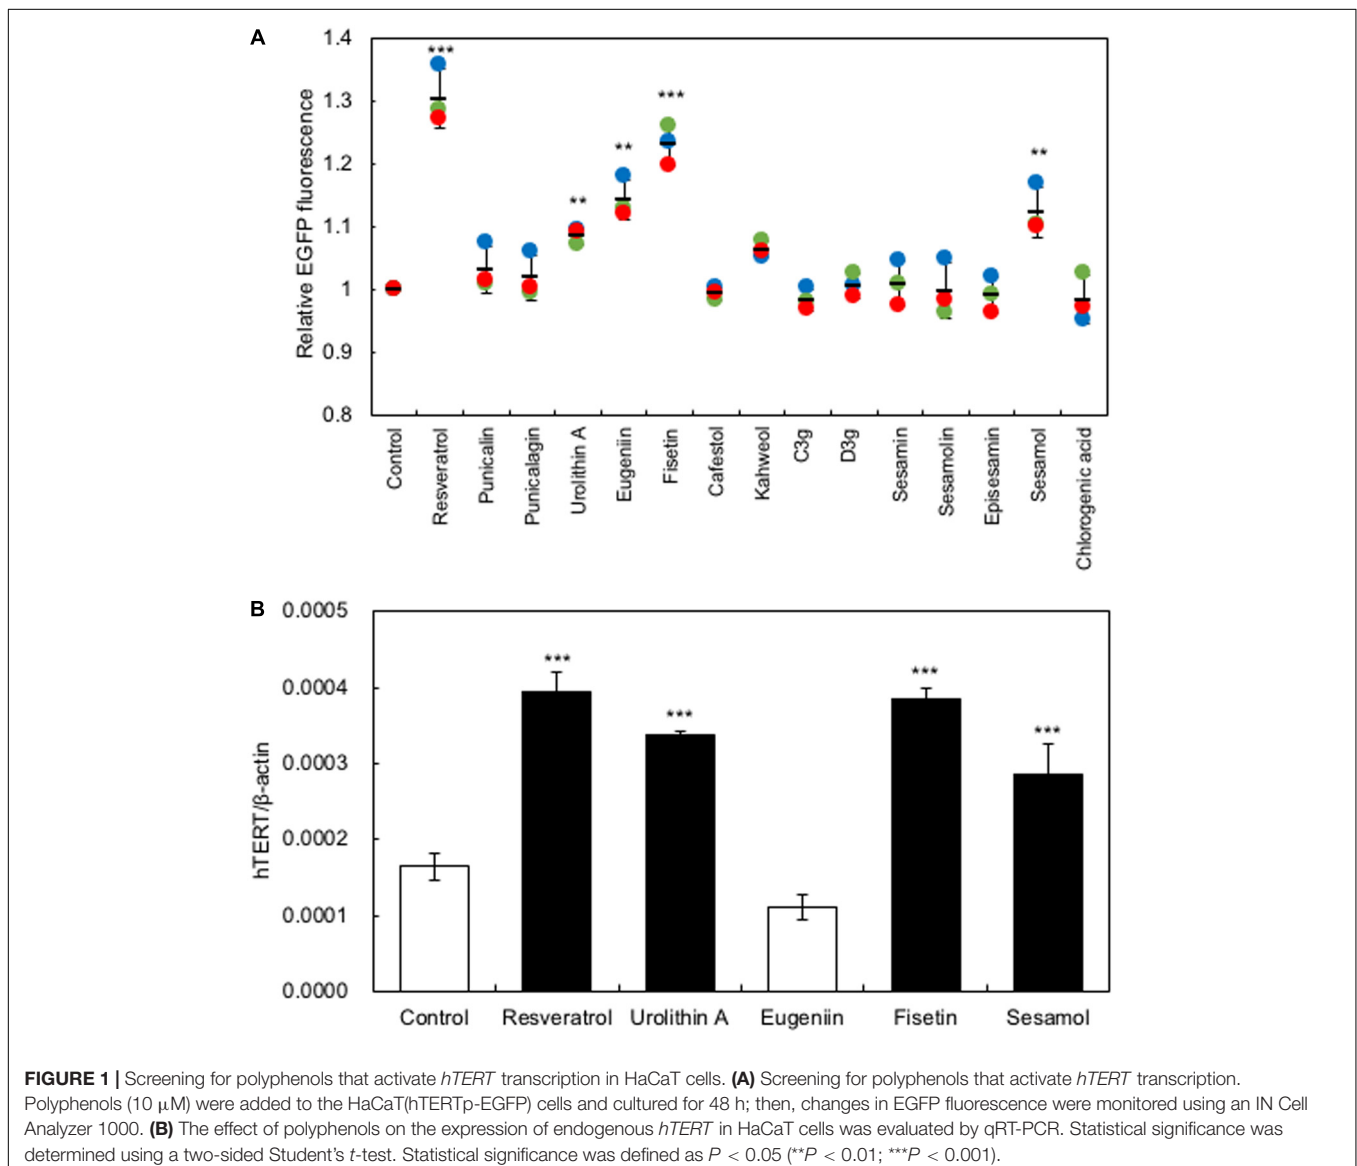 A
1.4
***
1.3
***
1.2
**
**
**
1.1
1
0.9
0.8
Relative EGFP fluorescence
Control
Resveratrol
Punicalin
Punicalagin
Urolithin A
Eugeniin
Fisetin
Cafestol
Kahweol
C3g
D3g
Sesamin
Sesamolin
Episesamin
Sesamol
Chlorogenic acid
B
0.0005
***
***
0.0004
***
***
0.0003
0.0002
0.0001
0.0000
hTERT/β-actin
Control Resveratrol Urolithin A Eugeniin Fisetin Sesamol
FIGURE 1 | Screening for polyphenols that activate hTERT transcription in HaCaT cells. (A) Screening for polyphenols that activate hTERT transcription.
Polyphenols (10 μM) were added to the HaCaT(hTERTp-EGFP) cells and cultured for 48 h; then, changes in EGFP fluorescence were monitored using an IN Cell
Analyzer 1000. (B) The effect of polyphenols on the expression of endogenous hTERT in HaCaT cells was evaluated by qRT-PCR. Statistical significance was
determined using a two-sided Student's t-test. Statistical significance was defined as P < 0.05 (**P < 0.01; ***P < 0.001).